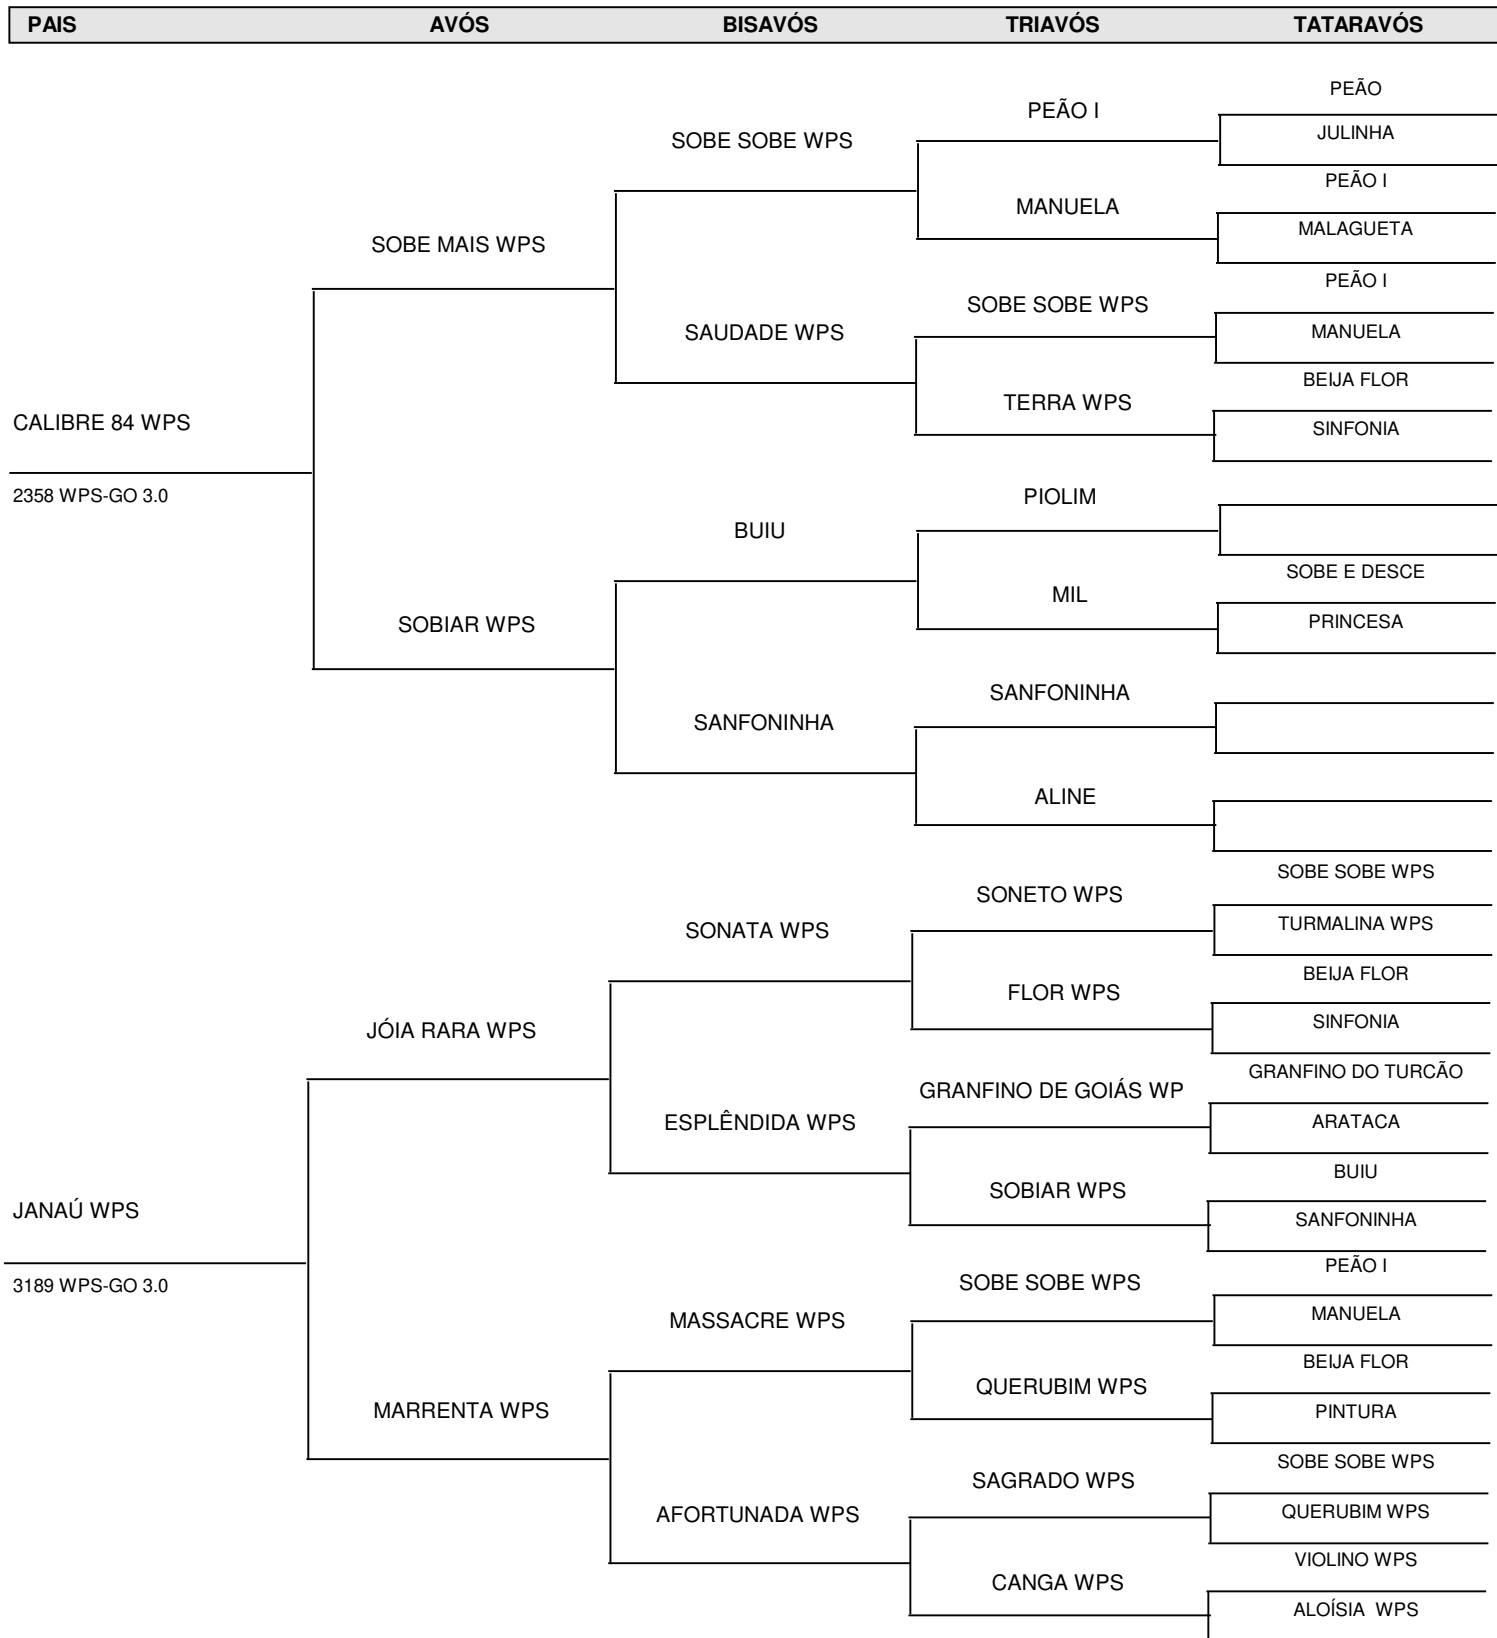 PAIS AVÓS BISAVÓS TRIAVÓS TATARAVÓS
PEÃO
PEÃO I
JULINHA
SOBE SOBE WPS
PEÃO I
MANUELA
MALAGUETA
SOBE MAIS WPS
PEÃO I
SOBE SOBE WPS
SAUDADE WPS
MANUELA
BEIJA FLOR
TERRA WPS
CALIBRE 84 WPS
SINFONIA
2358 WPS-GO 3.0
PIOLIM
BUIU
SOBE E DESCE
MIL
SOBIAR WPS
PRINCESA
SANFONINHA
SANFONINHA
ALINE
SOBE SOBE WPS
SONETO WPS
SONATA WPS
TURMALINA WPS
BEIJA FLOR
FLOR WPS
JÓIA RARA WPS
SINFONIA
GRANFINO DO TURCÃO
GRANFINO DE GOIÁS WP
ESPLÊNDIDA WPS
ARATACA
BUIU
SOBIAR WPS
JANAÚ WPS
SANFONINHA
PEÃO I
3189 WPS-GO 3.0
SOBE SOBE WPS
MASSACRE WPS
MANUELA
BEIJA FLOR
QUERUBIM WPS
MARRENTA WPS
PINTURA
SOBE SOBE WPS
SAGRADO WPS
AFORTUNADA WPS
QUERUBIM WPS
VIOLINO WPS
CANGA WPS
ALOÍSIA WPS